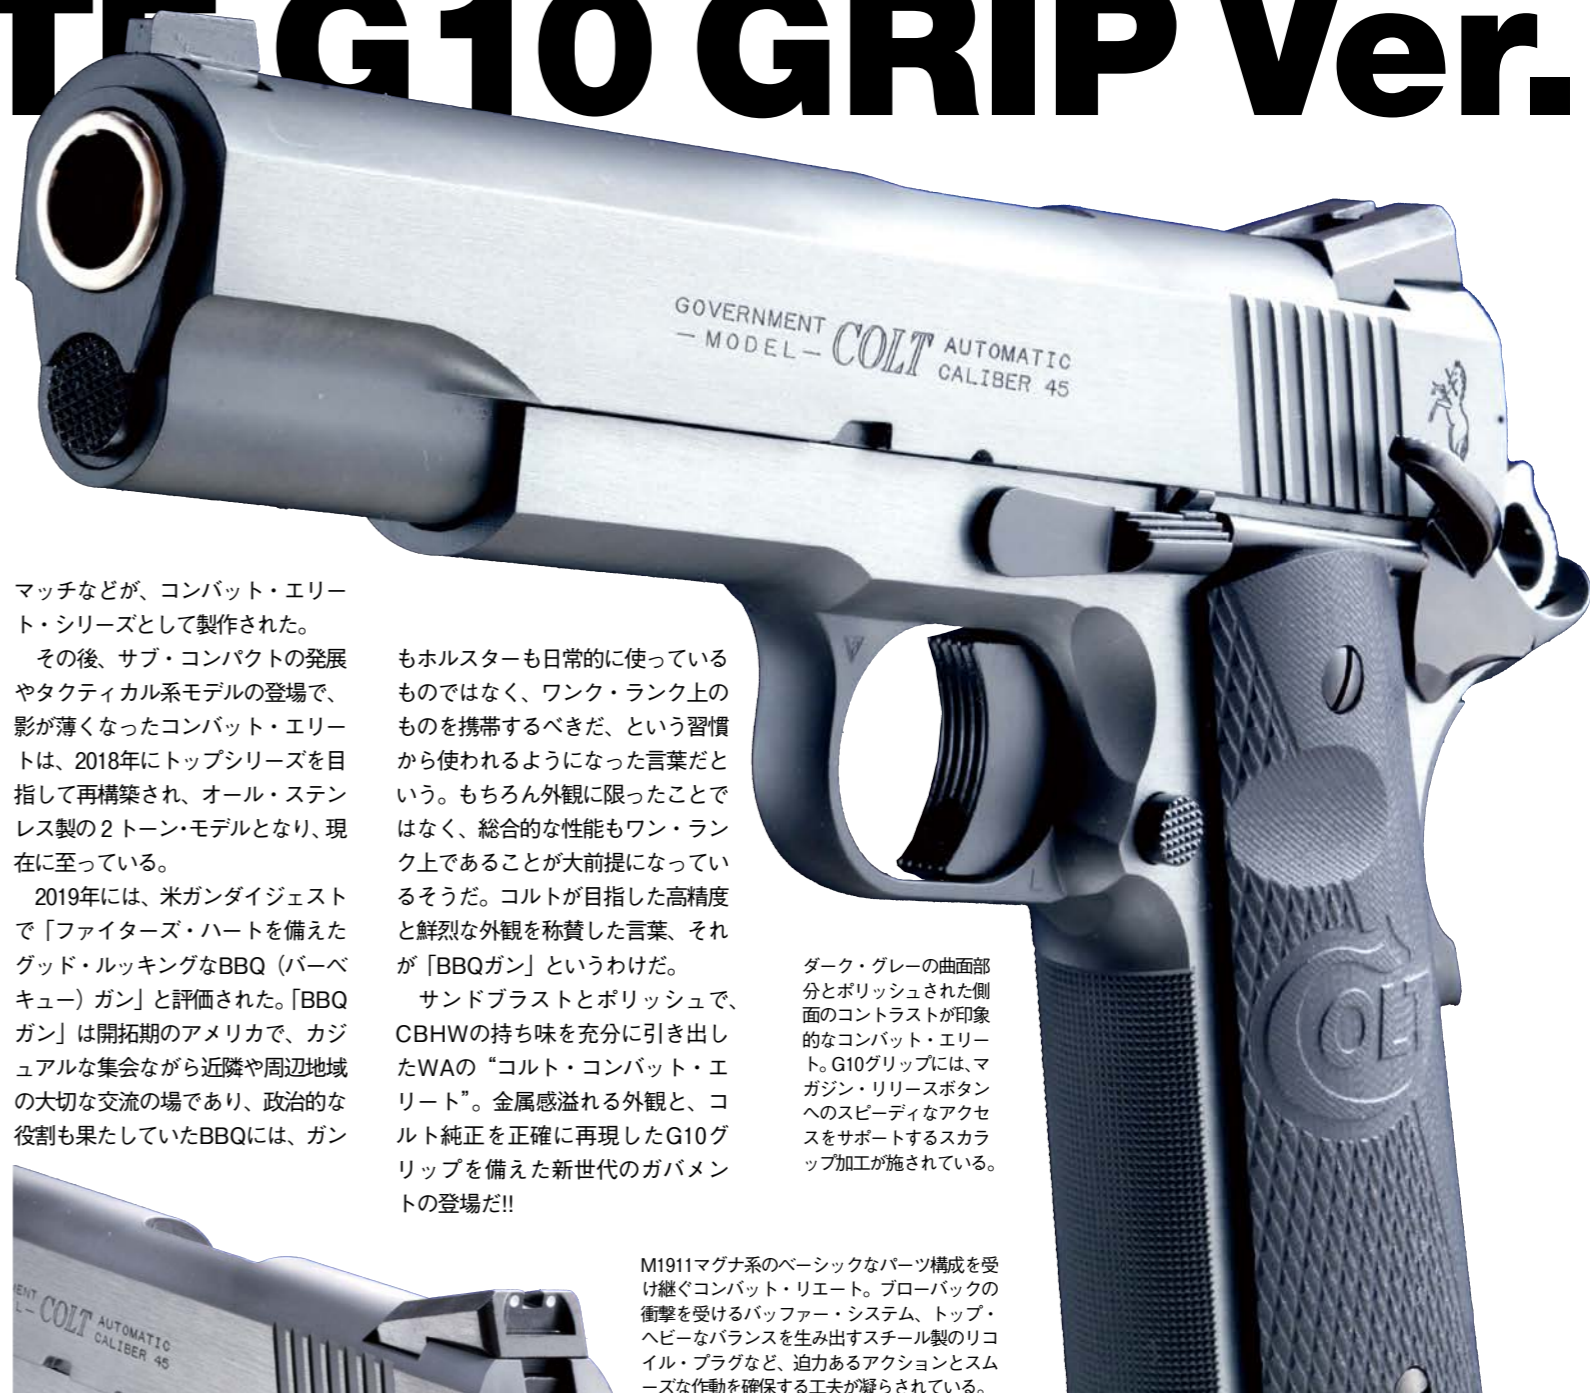 G10 GRIP Ver.
GOVERNMENT
— MODEL —
COLT
AUTOMATIC
CALIBER 45
マッチなどが、コンバット・エリー
ト・シリーズとして製作された。
　その後、サブ・コンパクトの発展
やタクティカル系モデルの登場で、
影が薄くなったコンバット・エリー
トは、2018年にトップシリーズを目
指して再構築され、オール・ステン
レス製の２トーン・モデルとなり、現
在に至っている。
　2019年には、米ガンダイジェスト
で「ファイターズ・ハートを備えた
グッド・ルッキングなBBQ（バーベ
キュー）ガン」と評価された。「BBQ
ガン」は開拓期のアメリカで、カジ
ュアルな集会ながら近隣や周辺地域
の大切な交流の場であり、政治的な
役割も果たしていたBBQには、ガン
もホルスターも日常的に使っている
ものではなく、ワンク・ランク上の
ものを携帯するべきだ、という習慣
から使われるようになった言葉だと
いう。もちろん外観に限ったことで
はなく、総合的な性能もワン・ラン
ク上であることが大前提になってい
るそうだ。コルトが目指した高精度
と鮮烈な外観を称賛した言葉、それ
が「BBQガン」というわけだ。
　サンドブラストとポリッシュで、
CBHWの持ち味を充分に引き出し
たWAの“コルト・コンバット・エ
リート”。金属感溢れる外観と、コ
ルト純正を正確に再現したG10グ
リップを備えた新世代のガバメン
トの登場だ!!
ダーク・グレーの曲面部
分とポリッシュされた側
面のコントラストが印象
的なコンバット・エリー
ト。G10グリップには、マ
ガジン・リリースボタン
へのスピーディなアクセ
スをサポートするスカラ
ップ加工が施されている。
COLT
M1911マグナ系のベーシックなパーツ構成を受
け継ぐコンバット・リエート。ブローバックの
衝撃を受けるバッファー・システム、トップ・
ヘビーなバランスを生み出すスチール製のリコ
イル・プラグなど、迫力あるアクションとスム
ーズな作動を確保する工夫が凝らされている。
COLT
AUTOMATIC
CALIBER 45